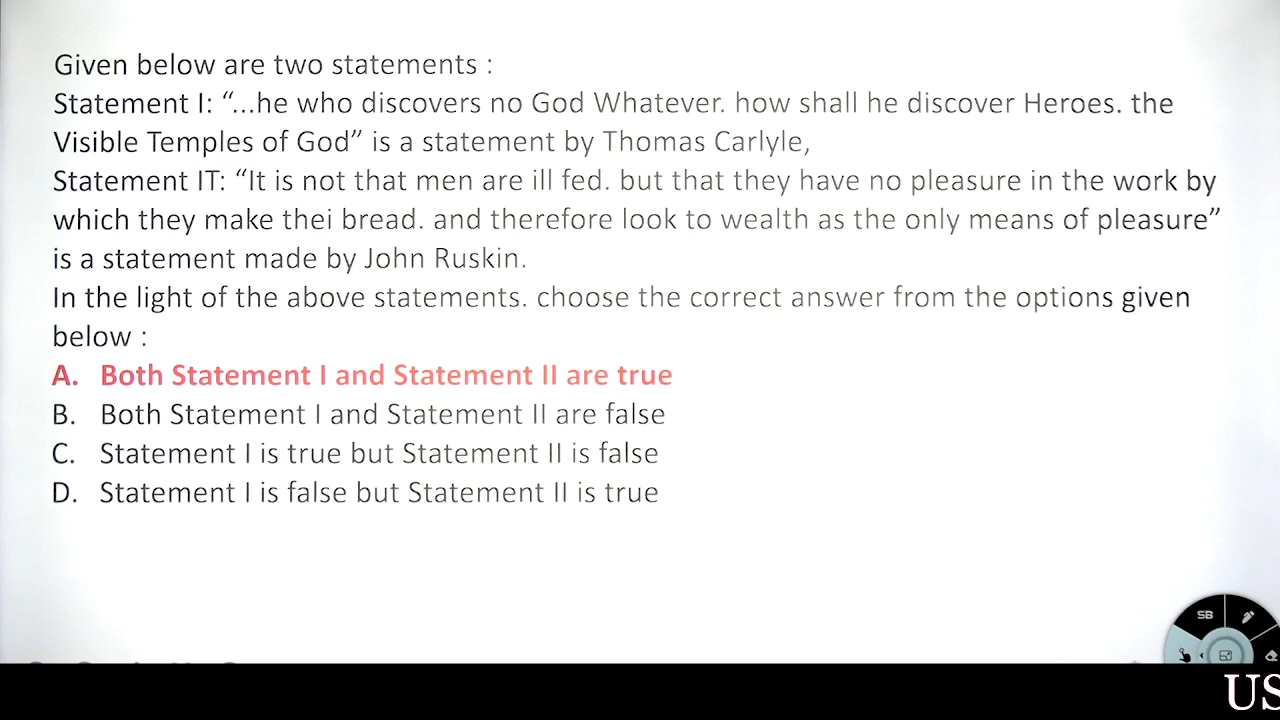 Given below are two statements :
Statement I: “...he who discovers no God Whatever. how shall he discover Heroes. the
Visible Temples of God” is a statement by Thomas Carlyle,
Statement IT: “It is not that men are ill fed. but that they have no pleasure in the work by
which they make thei bread. and therefore look to wealth as the only means of pleasure”
is a statement made by John Ruskin.
In the light of the above statements. choose the correct answer from the options given
below :
A. Both Statement I and Statement II are true
B. Both Statement I and Statement II are false
C. Statement I is true but Statement II is false
D. Statement I is false but Statement II is true
SB
US